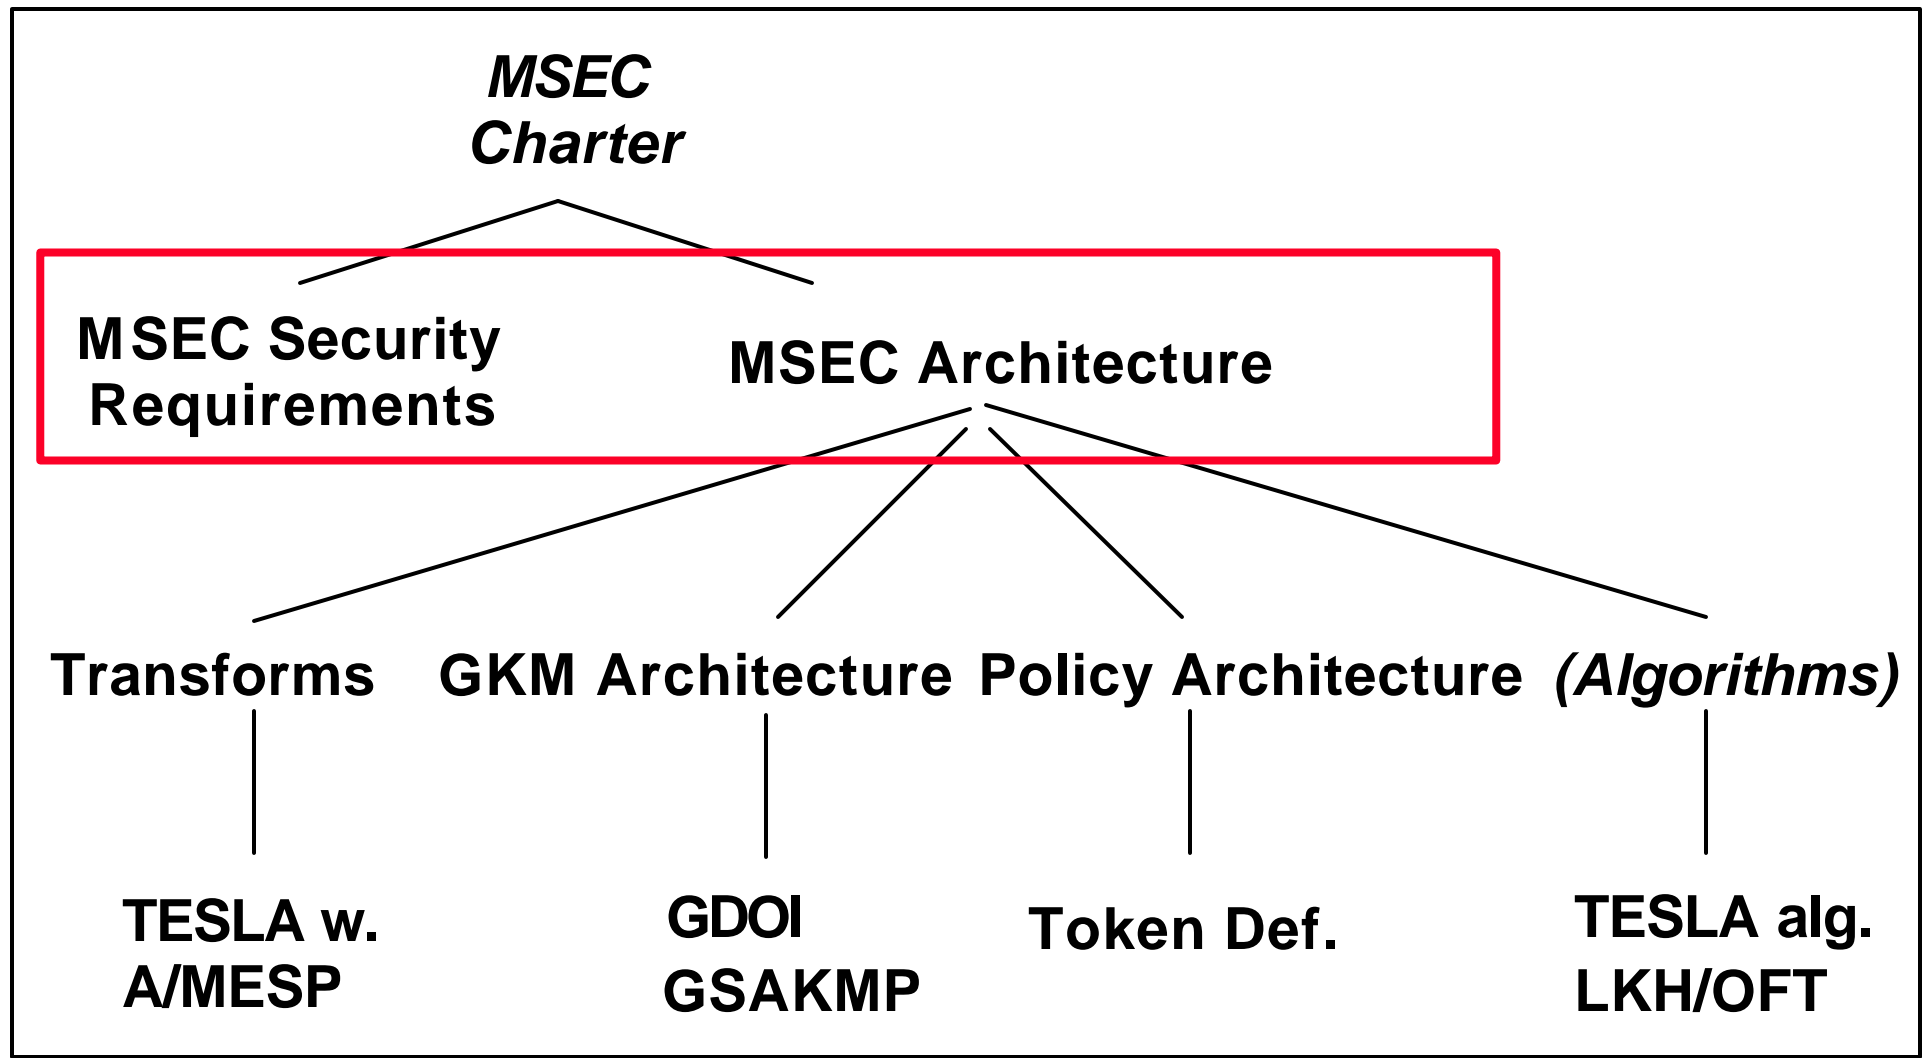 MSEC
Charter
MSEC Security
Requirements
MSEC Architecture
Transforms
GKM Architecture
Policy Architecture
(Algorithms)
TESLA w.
A/MESP
GDOI
GSAKMP
Token Def.
TESLA alg.
LKH/OFT